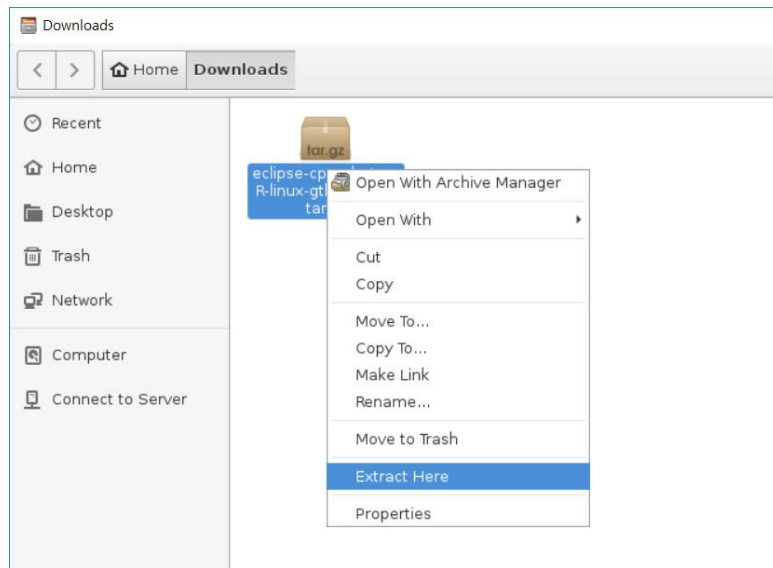 Downloads
Home Downloads
Recent
Home
Desktop
Trash
Network
Computer
Connect to Server
tar.gz
eclipse-cp
R-linux-gt
tar
Open With Archive Manager
Open With
Cut
Copy
Move To...
Copy To...
Make Link
Rename...
Move to Trash
Extract Here
Properties